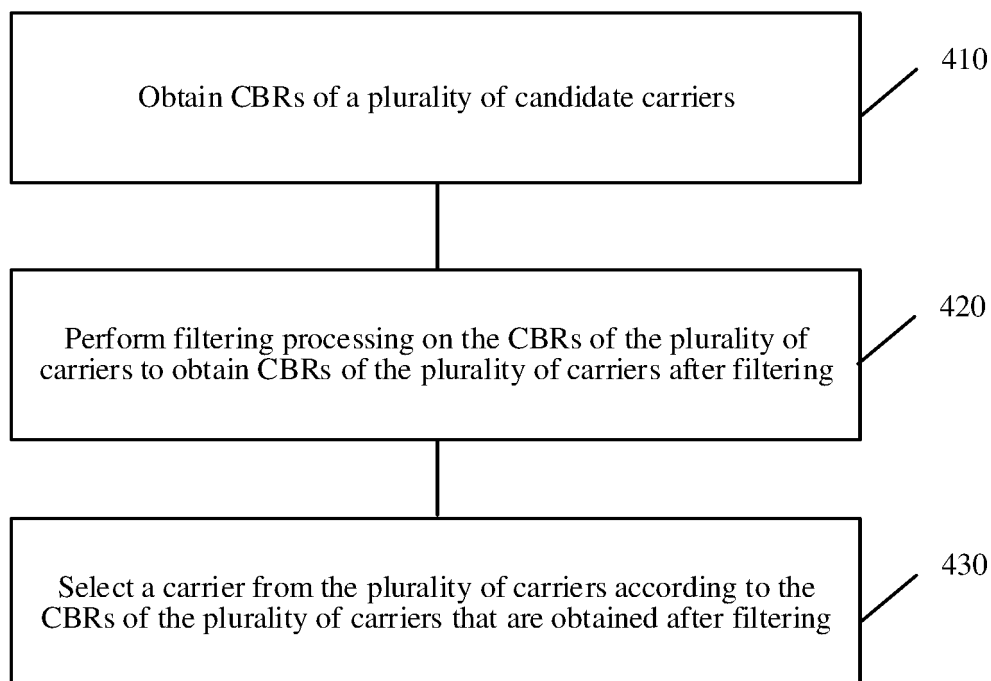 Obtain CBRs of a plurality of candidate carriers
410
Perform filtering processing on the CBRs of the plurality of
carriers to obtain CBRs of the plurality of carriers after filtering
420
Select a carrier from the plurality of carriers according to the
CBRs of the plurality of carriers that are obtained after filtering
430